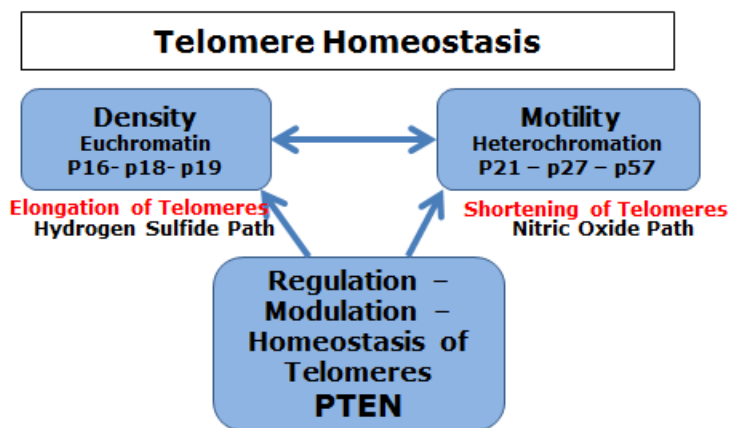 Telomere Homeostasis
Density
Euchromatin
P16- p18- p19
Motility
Heterochromation
P21 – p27 – p57
Elongation of Telomeres
Hydrogen Sulfide Path
Shortening of Telomeres
Nitric Oxide Path
Regulation –
Modulation –
Homeostasis of
Telomeres
PTEN